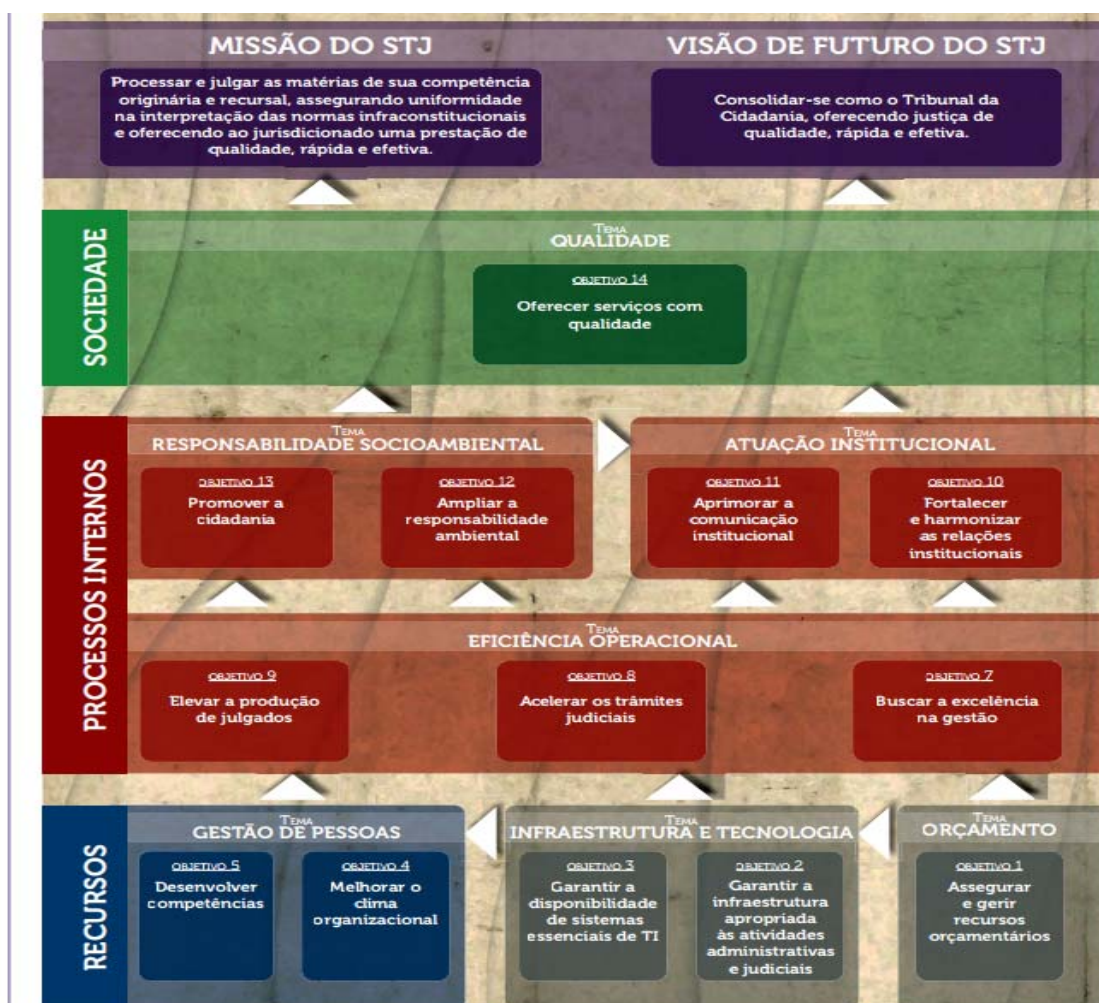 MISSÃO DO STJ
Processar e julgar as matérias de sua competência
originária e recursal, assegurando uniformidade
na interpretação das normas infraconstitucionais
e oferecendo ao jurisdicionado uma prestação de
qualidade, rápida e efetiva.
VISÃO DE FUTURO DO STJ
Consolidar-se como o Tribunal da
Cidadania, oferecendo justiça de
qualidade, rápida e efetiva.
SOCIEDADE
TEMA
QUALIDADE
OBJETIVO 14
Oferecer serviços com
qualidade
PROCESSOS INTERNOS
TEMA
RESPONSABILIDADE SOCIOAMBIENTAL
OBJETIVO 13
Promover a
cidadania
OBJETIVO 12
Ampliar a
responsabilidade
ambiental
TEMA
ATUAÇÃO INSTITUCIONAL
OBJETIVO 11
Aprimorar a
comunicação
institucional
OBJETIVO 10
Fortalecer
e harmonizar
as relações
institucionais
TEMA
EFICIÊNCIA OPERACIONAL
OBJETIVO 9
Elevar a produção
de julgados
OBJETIVO 8
Acelerar os trâmites
judiciais
OBJETIVO 7
Buscar a excelência
na gestão
RECURSOS
TEMA
GESTÃO DE PESSOAS
OBJETIVO 5
Desenvolver
competências
OBJETIVO 4
Melhorar o
clima
organizacional
TEMA
INFRAESTRUTURA E TECNOLOGIA
OBJETIVO 3
Garantir a
disponibilidade
de sistemas
essenciais de TI
OBJETIVO 2
Garantir a
infraestrutura
apropriada
às atividades
administrativas
e judiciais
TEMA
ORÇAMENTO
OBJETIVO 1
Assegurar
e gerir
recursos
orçamentários